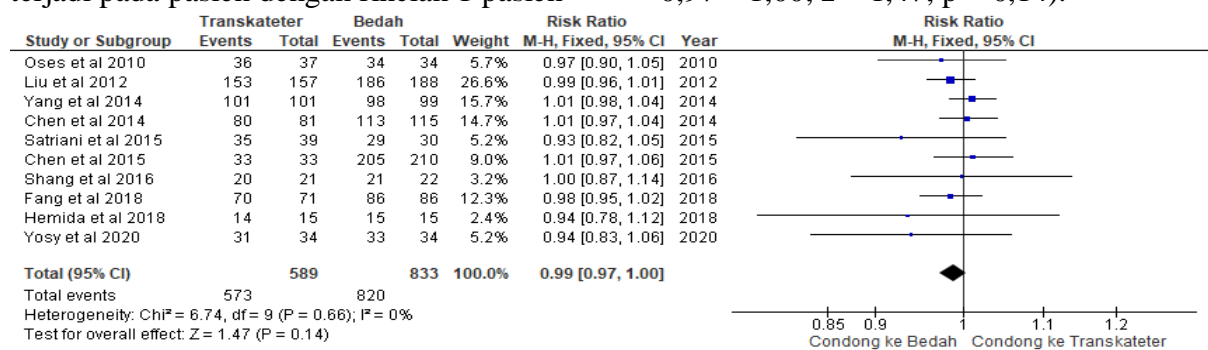 Transkateter Bedah Risk Ratio Risk Ratio
Study or Subgroup Events Total Events Total Weight M-H, Fixed, 95% CI Year M-H, Fixed, 95% CI
Oses et al 2010 36 37 34 34 5.7% 0.97 [0.90, 1.05] 2010
Liu et al 2012 153 157 186 188 26.6% 0.99 [0.96, 1.01] 2012
Yang et al 2014 101 101 98 99 15.7% 1.01 [0.98, 1.04] 2014
Chen et al 2014 80 81 113 115 14.7% 1.01 [0.97, 1.04] 2014
Satriani et al 2015 35 39 29 30 5.2% 0.93 [0.82, 1.05] 2015
Chen et al 2015 33 33 205 210 9.0% 1.01 [0.97, 1.06] 2015
Shang et al 2016 20 21 21 22 3.2% 1.00 [0.87, 1.14] 2016
Fang et al 2018 70 71 86 86 12.3% 0.98 [0.95, 1.02] 2018
Hemida et al 2018 14 15 15 15 2.4% 0.94 [0.78, 1.12] 2018
Yosy et al 2020 31 34 33 34 5.2% 0.94 [0.83, 1.06] 2020
Total (95% CI) 589 833 100.0% 0.99 [0.97, 1.00]
Total events 573 820
Heterogeneity: Chi² = 6.74, df = 9 (P = 0.66); I² = 0%
Test for overall effect: Z = 1.47 (P = 0.14)
0.85 0.9 1 1.1 1.2
Condong ke Bedah Condong ke Transkateter